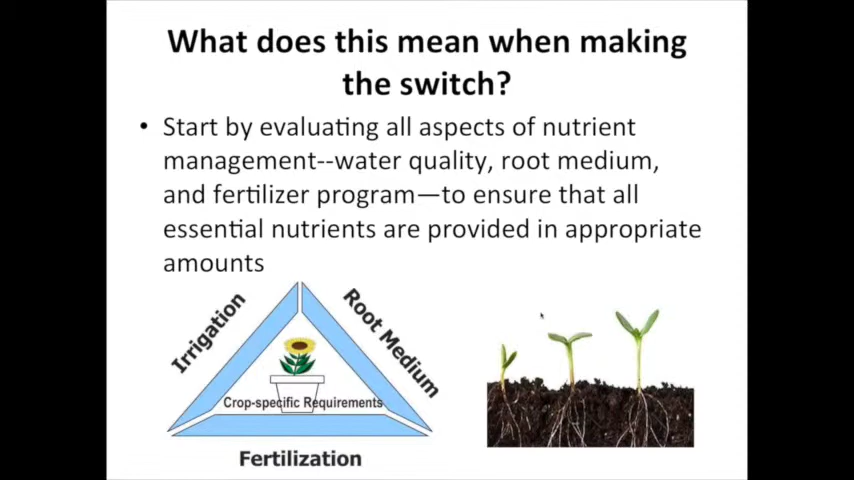 What does this mean when making
the switch?
• Start by evaluating all aspects of nutrient
management--water quality, root medium,
and fertilizer program—to ensure that all
essential nutrients are provided in appropriate
amounts
Irrigation
Root Medium
Crop-specific Requirements
Fertilization